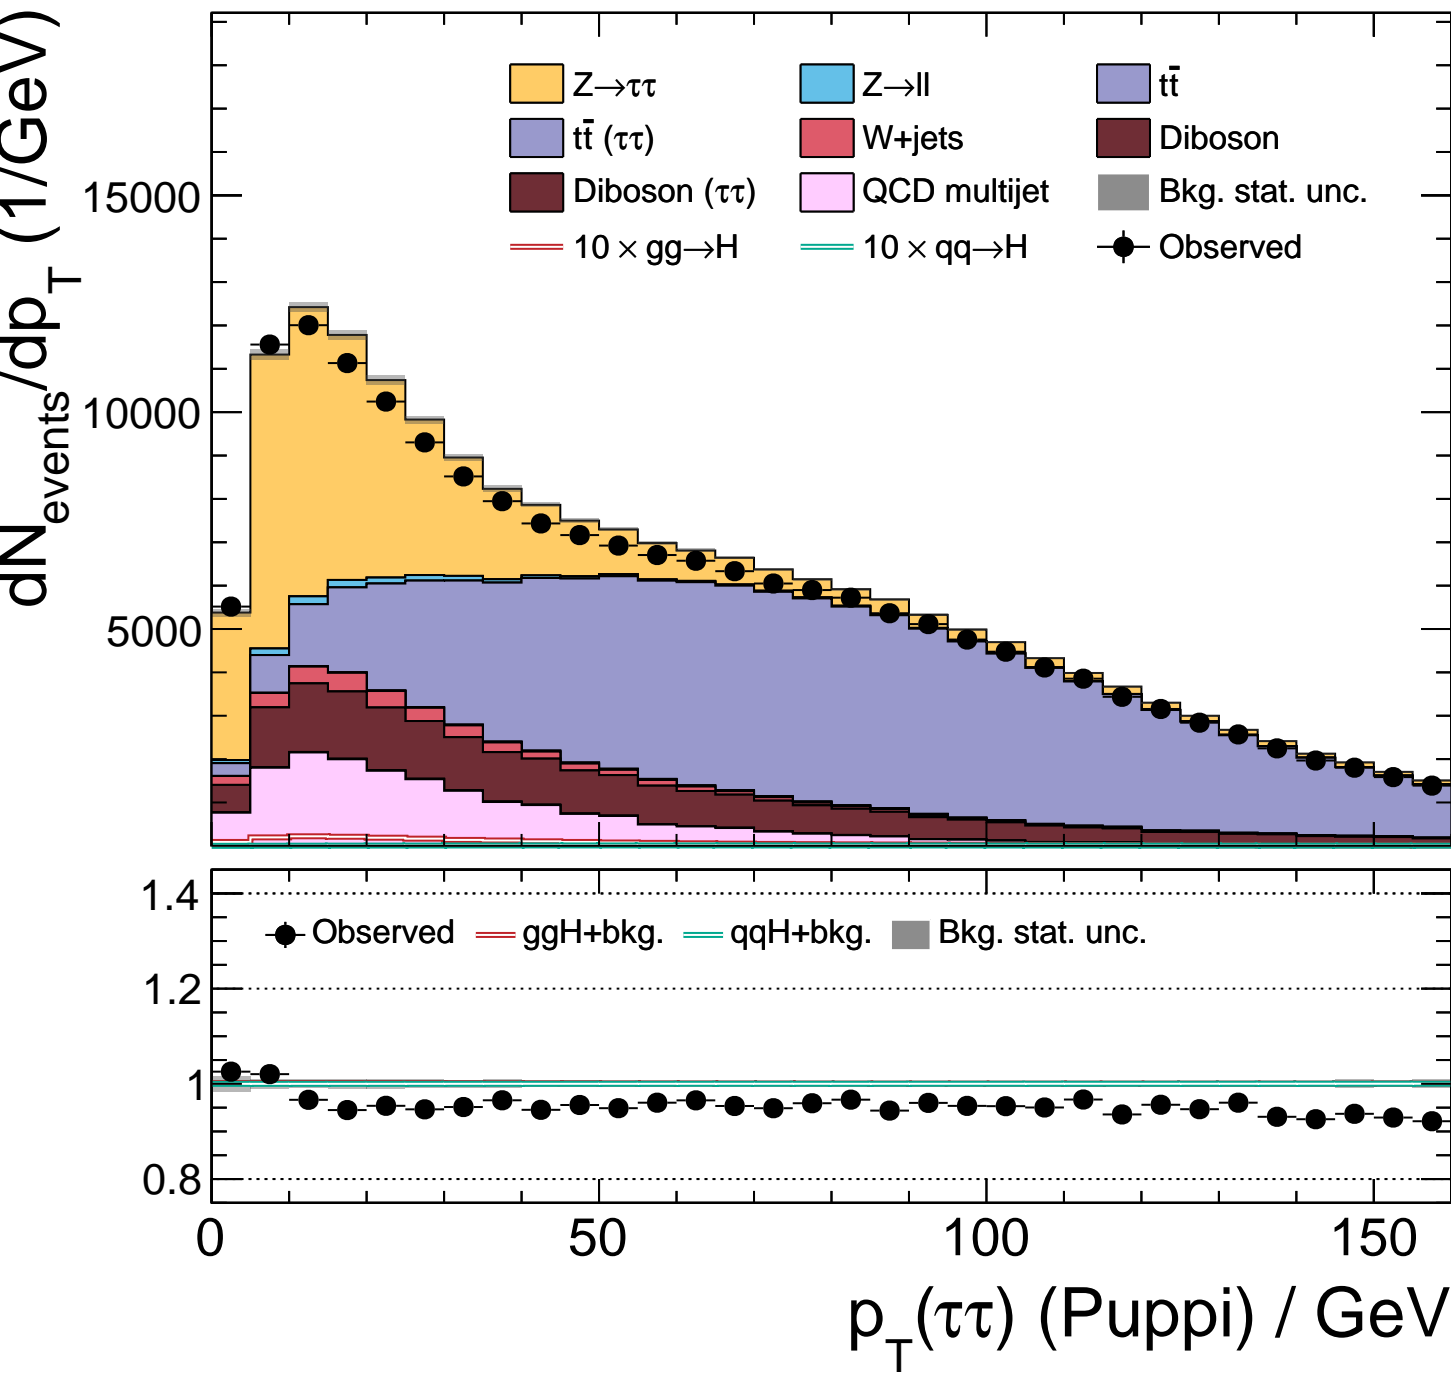 dN_events/dp_T (1/GeV)
Z→ττ Z→ll tt̄
tt̄ (ττ) W+jets Diboson
Diboson (ττ) QCD multijet Bkg. stat. unc.
10 × gg→H 10 × qq→H Observed
15000
10000
5000
1.4
Observed ggH+bkg. qqH+bkg. Bkg. stat. unc.
1.2
1
0.8
0 50 100 150
p_T(ττ) (Puppi) / GeV